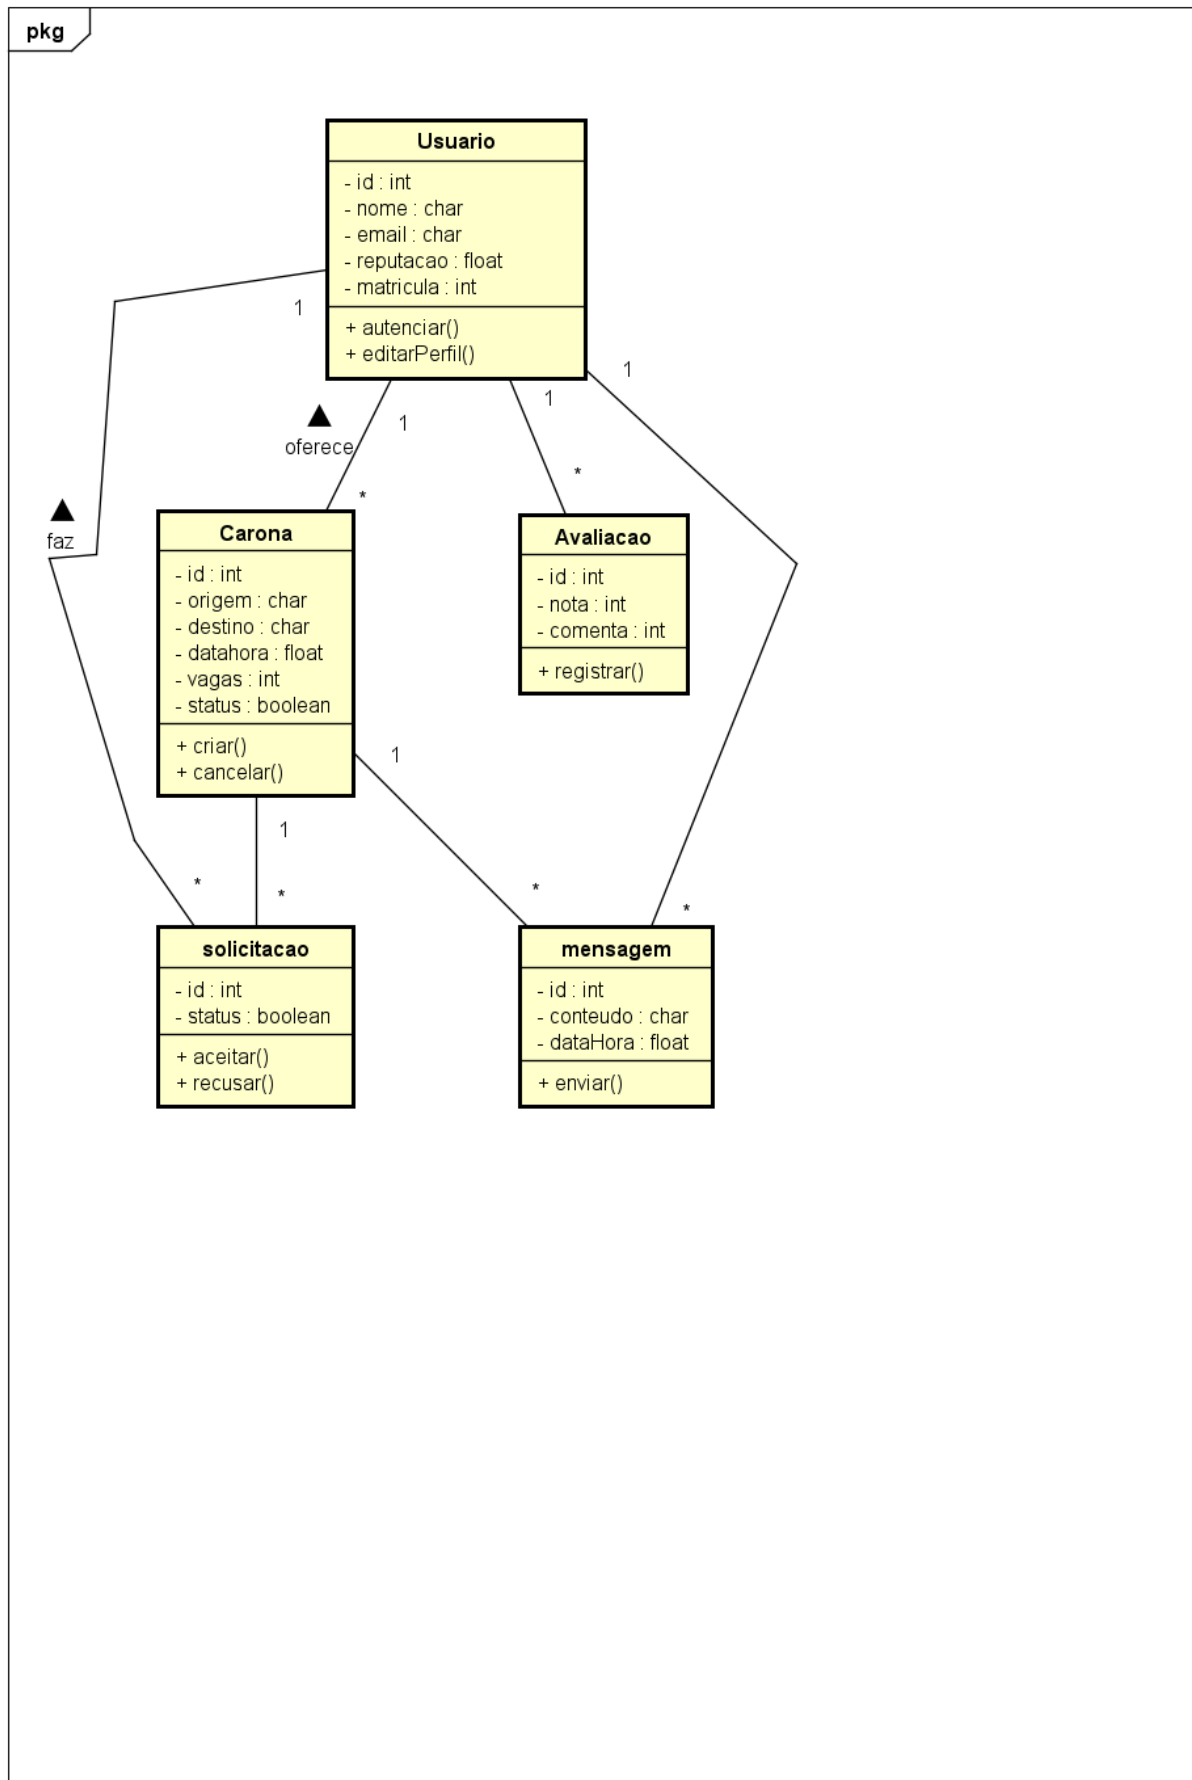 pkg
Usuario
- id : int
- nome : char
- email : char
- reputacao : float
- matricula : int
+ autenciar()
+ editarPerfil()
1
1
1
1
oferece
*
*
faz
Carona
- id : int
- origem : char
- destino : char
- datahora : float
- vagas : int
- status : boolean
+ criar()
+ cancelar()
Avaliacao
- id : int
- nota : int
- comenta : int
+ registrar()
1
1
*
*
*
*
solicitacao
- id : int
- status : boolean
+ aceitar()
+ recusar()
mensagem
- id : int
- conteudo : char
- dataHora : float
+ enviar()